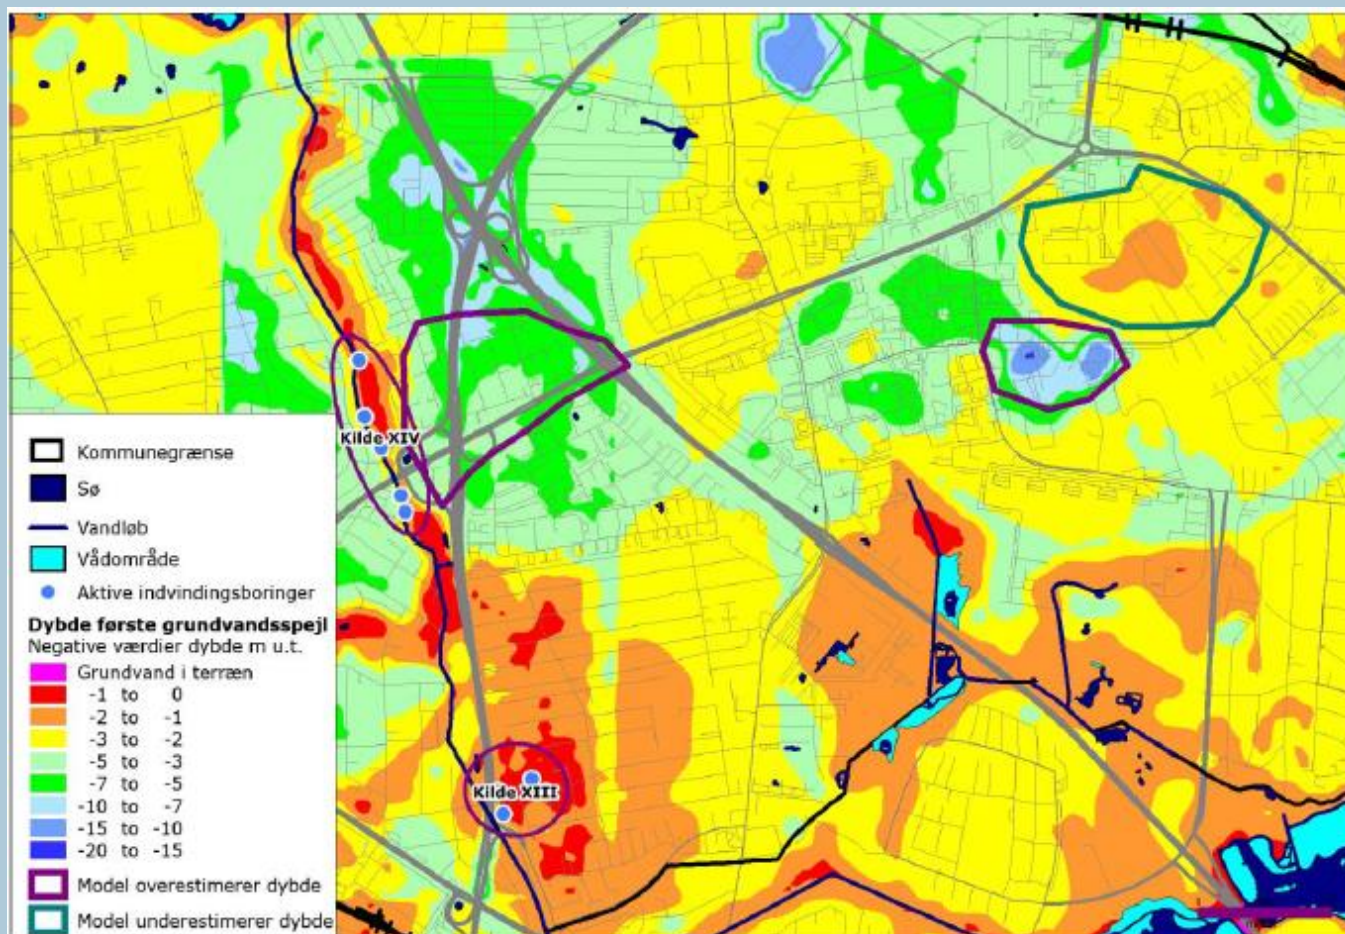 Kilde XIV
Kommunegrænse
Sø
Vandløb
Vådområde
Aktive indvindingsboringer
Dybde første grundvandsspejl
Negative værdier dybde m u.t.
Grundvand i terræn
-1 to 0
-2 to -1
-3 to -2
-5 to -3
-7 to -5
-10 to -7
-15 to -10
-20 to -15
Model overestimerer dybde
Model underestimerer dybde
Kilde XIII